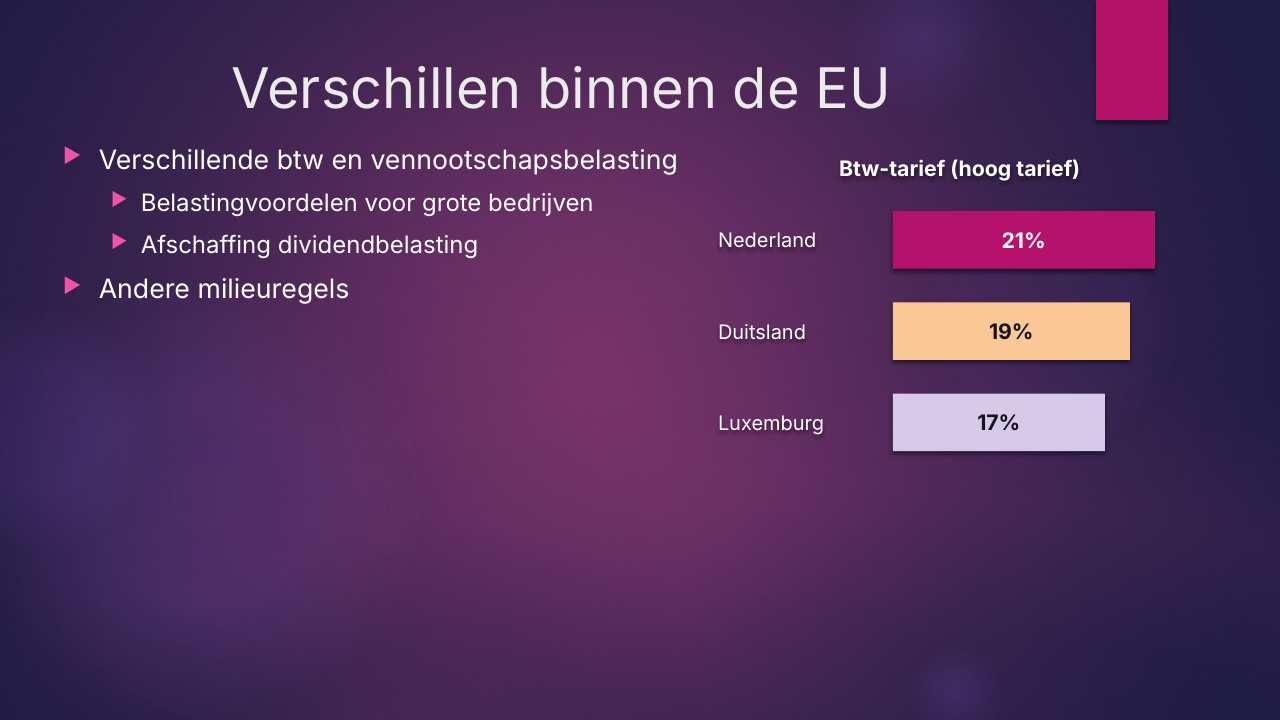 Verschillen binnen de EU
Verschillende btw en vennootschapsbelasting
Belastingvoordelen voor grote bedrijven
Afschaffing dividendbelasting
Andere milieuregels
Btw-tarief (hoog tarief)
Nederland 21%
Duitsland 19%
Luxemburg 17%